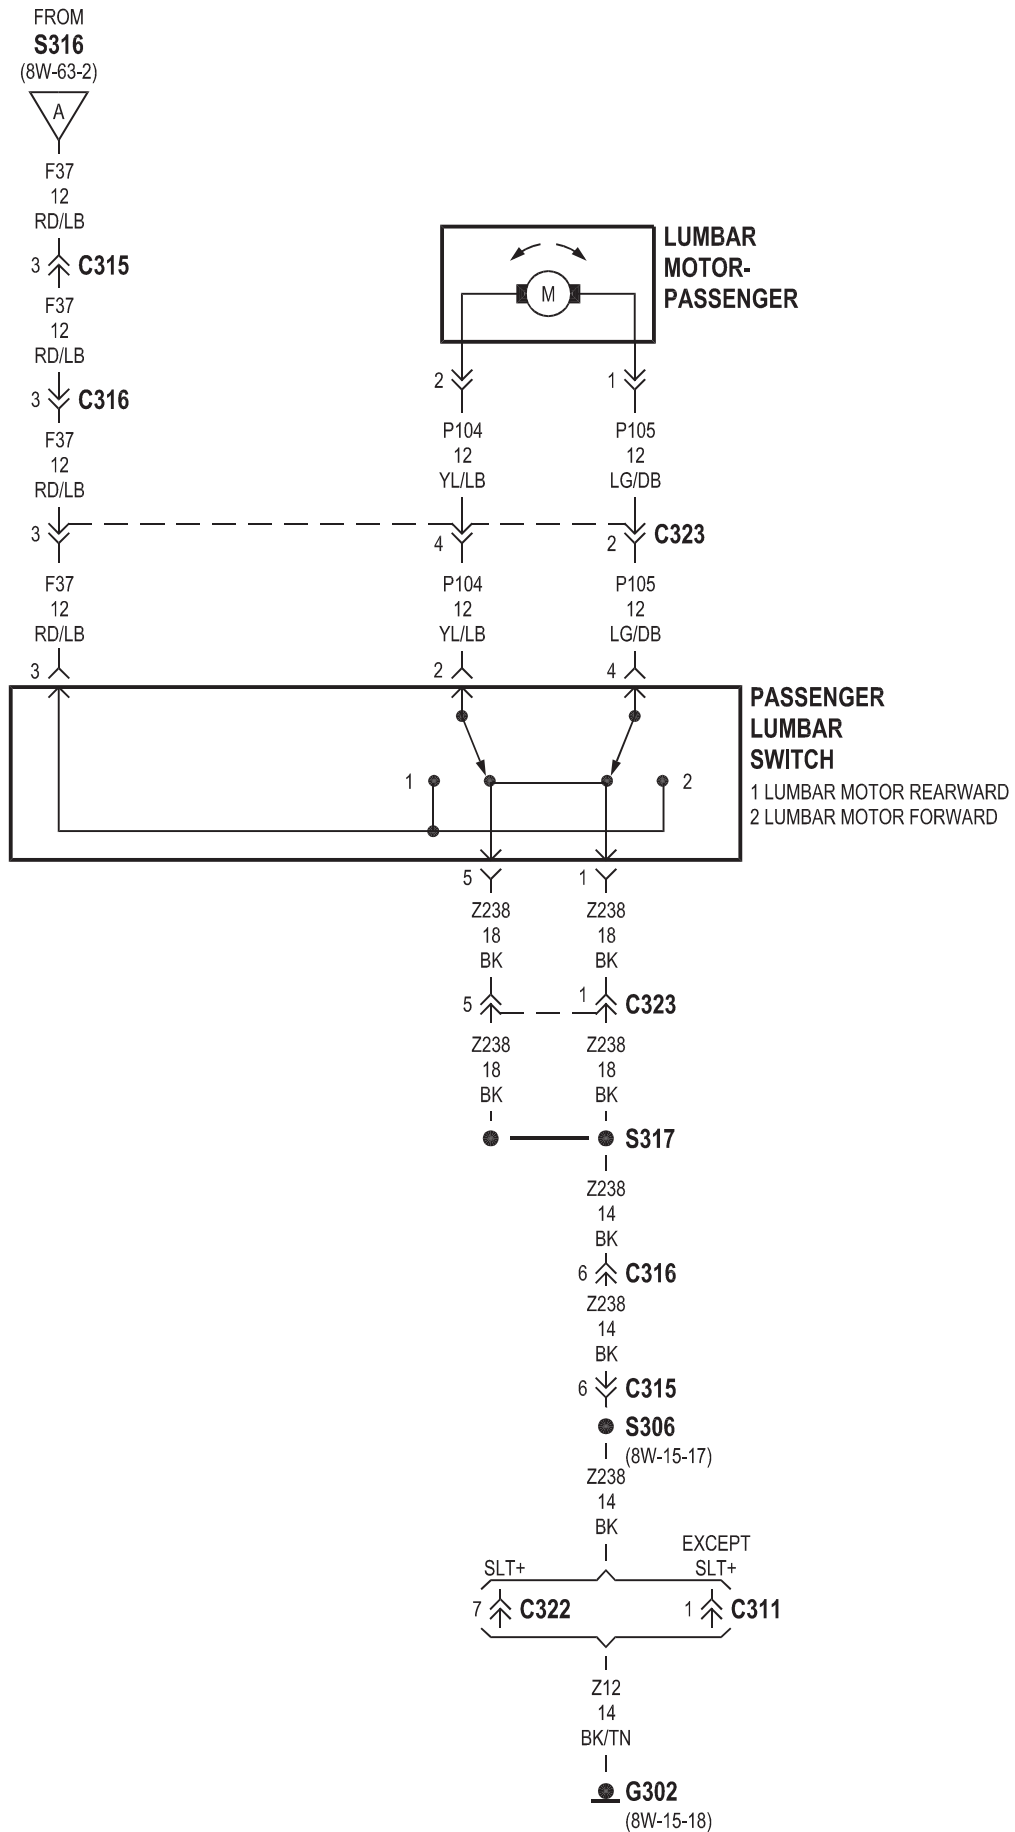 FROM
S316
(8W-63-2)
A
F37
12
RD/LB
3 C315
F37
12
RD/LB
3 C316
F37
12
RD/LB
LUMBAR
MOTOR-
PASSENGER
M
2 1
P104 P105
12 12
YL/LB LG/DB
3 4 2 C323
F37 P104 P105
12 12 12
RD/LB YL/LB LG/DB
3 2 4
PASSENGER
LUMBAR
SWITCH
1 LUMBAR MOTOR REARWARD
2 LUMBAR MOTOR FORWARD
1 2
5 1
Z238 Z238
18 18
BK BK
5 1 C323
Z238 Z238
18 18
BK BK
S317
Z238
14
BK
6 C316
Z238
14
BK
6 C315
S306
(8W-15-17)
Z238
14
BK
EXCEPT
SLT+ SLT+
7 C322 1 C311
Z12
14
BK/TN
G302
(8W-15-18)